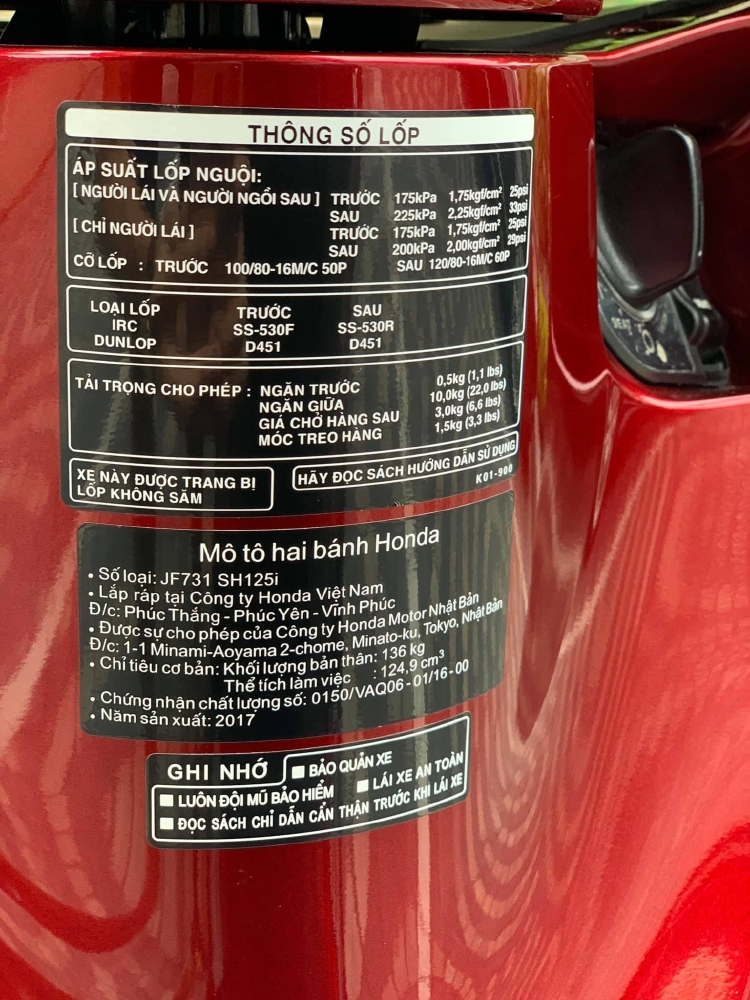 THÔNG SỐ LỐP
ÁP SUẤT LỐP NGUỘI:
[ NGƯỜI LÁI VÀ NGƯỜI NGỒI SAU ] TRƯỚC 175kPa 1,75kgf/cm² 25psi
SAU 225kPa 2,25kgf/cm² 33psi
[ CHỈ NGƯỜI LÁI ] TRƯỚC 175kPa 1,75kgf/cm² 25psi
SAU 200kPa 2,00kgf/cm² 29psi
CỠ LỐP : TRƯỚC 100/80-16M/C 50P SAU 120/80-16M/C 60P
LOẠI LỐP TRƯỚC SAU
IRC SS-530F SS-530R
DUNLOP D451 D451
TẢI TRỌNG CHO PHÉP : NGĂN TRƯỚC 0,5kg (1,1 lbs)
NGĂN GIỮA 10,0kg (22,0 lbs)
GIÁ CHỞ HÀNG SAU 3,0kg (6,6 lbs)
MÓC TREO HÀNG 1,5kg (3,3 lbs)
XE NÀY ĐƯỢC TRANG BỊ
LỐP KHÔNG SĂM
HÃY ĐỌC SÁCH HƯỚNG DẪN SỬ DỤNG
K01-900
Mô tô hai bánh Honda
• Số loại: JF731 SH125i
• Lắp ráp tại Công ty Honda Việt Nam
Đ/c: Phúc Thắng - Phúc Yên - Vĩnh Phúc
• Được sự cho phép của Công ty Honda Motor Nhật Bản
Đ/c: 1-1 Minami-Aoyama 2-chome, Minato-ku, Tokyo, Nhật Bản
• Chỉ tiêu cơ bản: Khối lượng bản thân: 136 kg
Thể tích làm việc : 124,9 cm³
• Chứng nhận chất lượng số: 0150/VAQ06-01/16-00
• Năm sản xuất: 2017
GHI NHỚ ■ BẢO QUẢN XE
■ LUÔN ĐỘI MŨ BẢO HIỂM ■ LÁI XE AN TOÀN
■ ĐỌC SÁCH CHỈ DẪN CẨN THẬN TRƯỚC KHI LÁI XE
SEAT